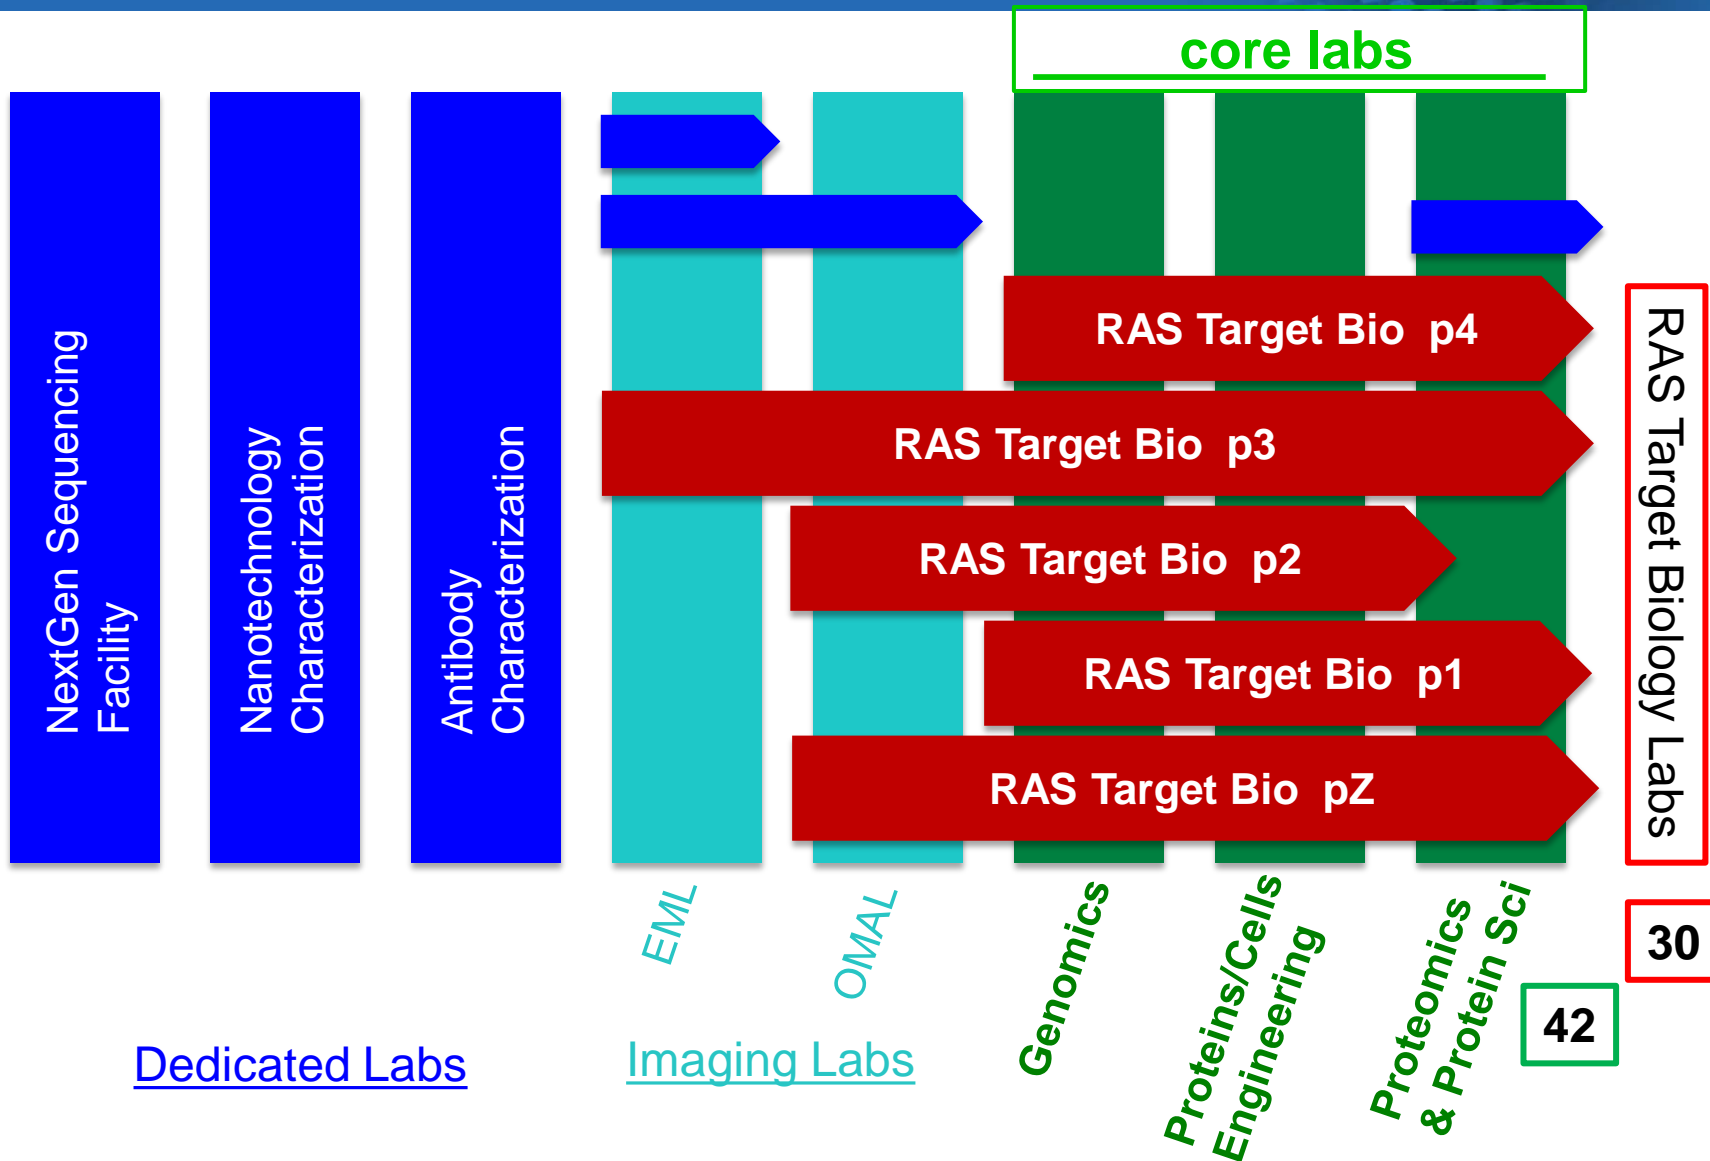 core labs
NextGen Sequencing
Facility
Nanotechnology
Characterization
Antibody
Characterization
RAS Target Bio p4
RAS Target Bio p3
RAS Target Bio p2
RAS Target Bio p1
RAS Target Bio pZ
RAS Target Biology Labs
EML
OMAL
Genomics
Proteins/Cells
Engineering
Proteomics
& Protein Sci
30
42
Dedicated Labs
Imaging Labs